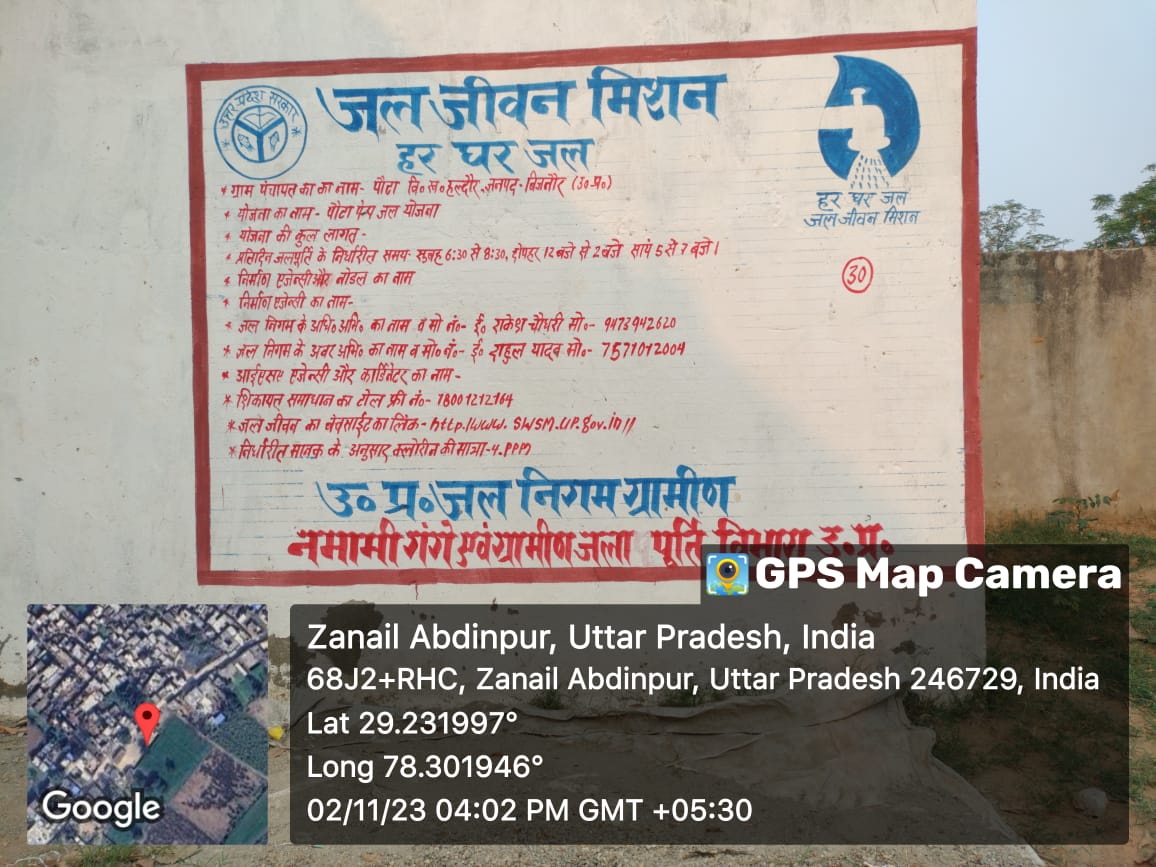 उत्तर प्रदेश सरकार
जल जीवन मिशन
हर घर जल
हर घर जल
जल जीवन मिशन
* ग्राम पंचायत का का नाम- पौटा वि०ख० हल्दौर, जनपद- बिजनौर (उ०प्र०)
* योजना का नाम- पौटा पेय जल योजना
* योजना की कुल लागत-
* प्रतिदिन जलपूर्ति के निर्धारित समय- सुबह 6:30 से 8:30, दोपहर 12 बजे से 2 बजे सायं 5 से 7 बजे।
* निर्माण एजेन्सी और नोडल का नाम
* निर्माण एजेन्सी का नाम-
30
* जल निगम के अधि० अभि० का नाम व मो नं०- ई० राकेश चौधरी मो०- 9473942620
* जल निगम के अवर अभि० का नाम व मो० नं०- ई० राहुल यादव मो०- 7571012004
* आईएसए एजेन्सी और कार्डिनेटर का नाम-
* शिकायत समाधान का टोल फ्री नं०- 18001212164
* जल जीवन का वेबसाईट का लिंक- http.//www. swsm.up.gov.in//
* निर्धारित मानक के अनुसार क्लोरीन की मात्रा-4.PPM
उ० प्र० जल निगम ग्रामीण
नमामी गंगे एवं ग्रामीण जला पूर्ति विभाग उ०प्र०
GPS Map Camera
Zanail Abdinpur, Uttar Pradesh, India
68J2+RHC, Zanail Abdinpur, Uttar Pradesh 246729, India
Lat 29.231997°
Long 78.301946°
02/11/23 04:02 PM GMT +05:30
Google